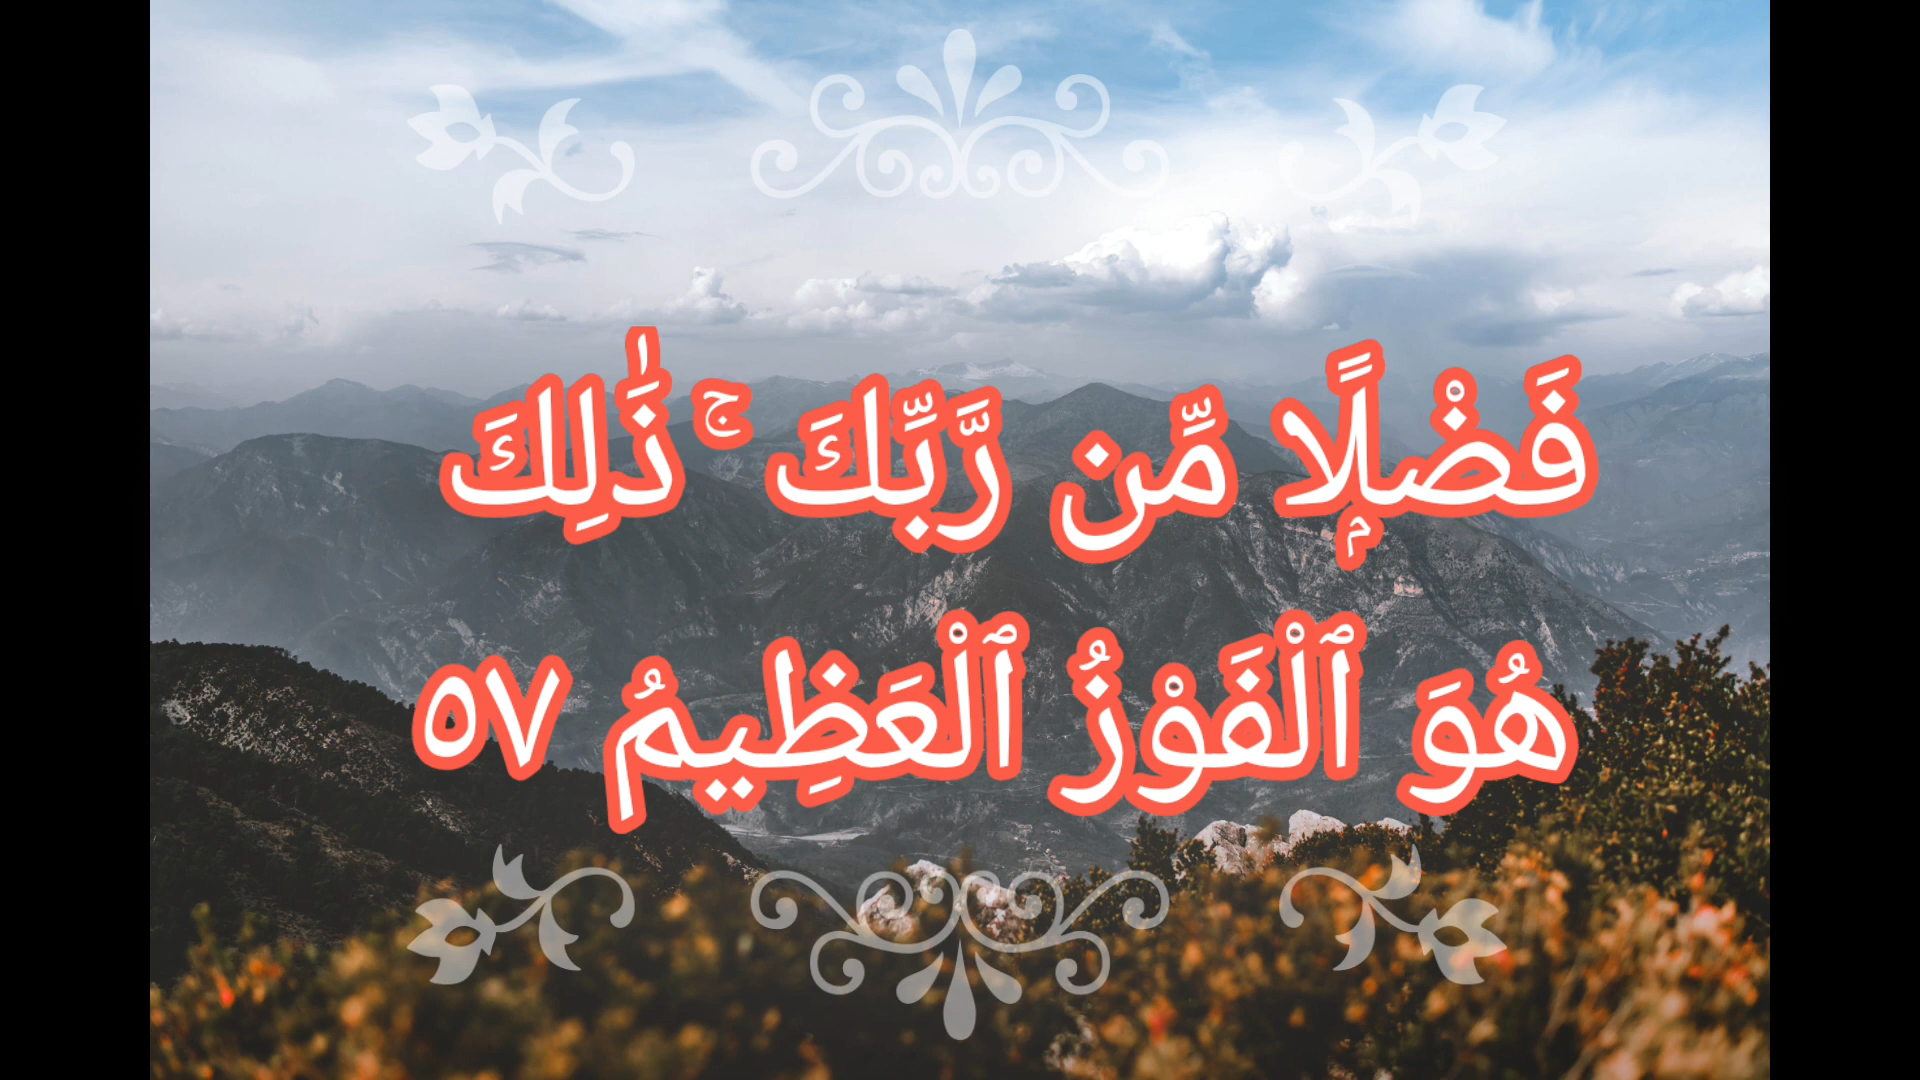 فَضْلًۭا مِّن رَّبِّكَ ۚ ذَٰلِكَ
هُوَ ٱلْفَوْزُ ٱلْعَظِيمُ ٥٧